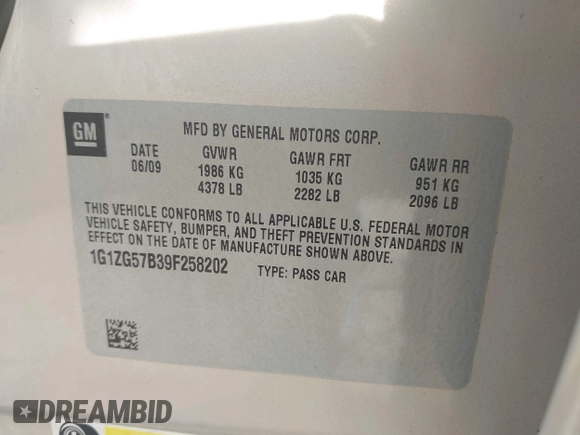 GM
MFD BY GENERAL MOTORS CORP.
DATE GVWR GAWR FRT GAWR RR
06/09 1986 KG 1035 KG 951 KG
4378 LB 2282 LB 2096 LB
THIS VEHICLE CONFORMS TO ALL APPLICABLE U.S. FEDERAL MOTOR
VEHICLE SAFETY, BUMPER, AND THEFT PREVENTION STANDARDS IN
EFFECT ON THE DATE OF MANUFACTURE SHOWN ABOVE.
1G1ZG57B39F258202 TYPE: PASS CAR
DREAMBID